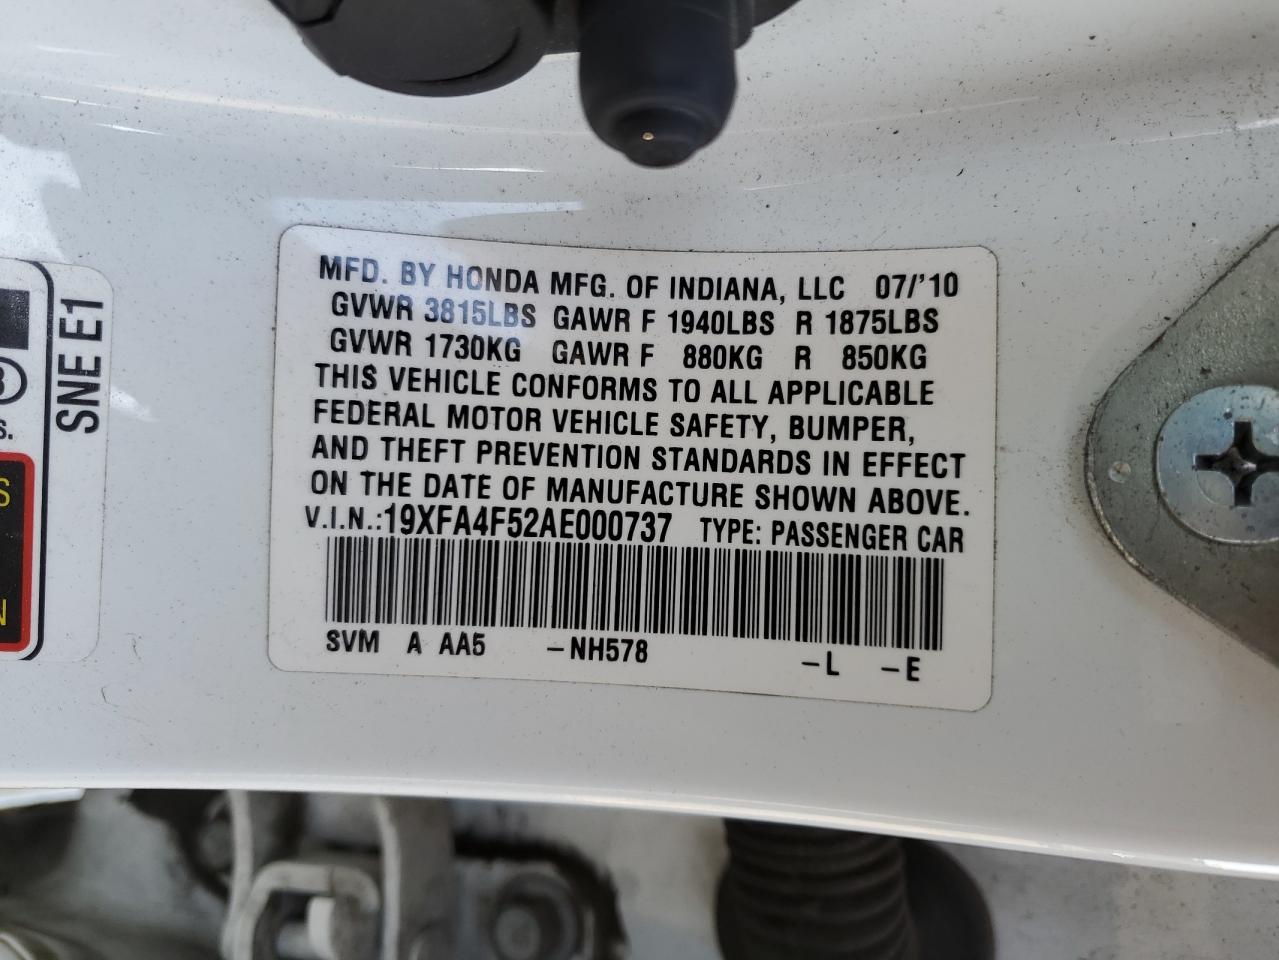 MFD. BY HONDA MFG. OF INDIANA, LLC 07/'10
GVWR 3815LBS GAWR F 1940LBS R 1875LBS
GVWR 1730KG GAWR F 880KG R 850KG
THIS VEHICLE CONFORMS TO ALL APPLICABLE
FEDERAL MOTOR VEHICLE SAFETY, BUMPER,
AND THEFT PREVENTION STANDARDS IN EFFECT
ON THE DATE OF MANUFACTURE SHOWN ABOVE.
V.I.N.:19XFA4F52AE000737 TYPE: PASSENGER CAR
SVM A AA5 -NH578 -L -E
SNE E1